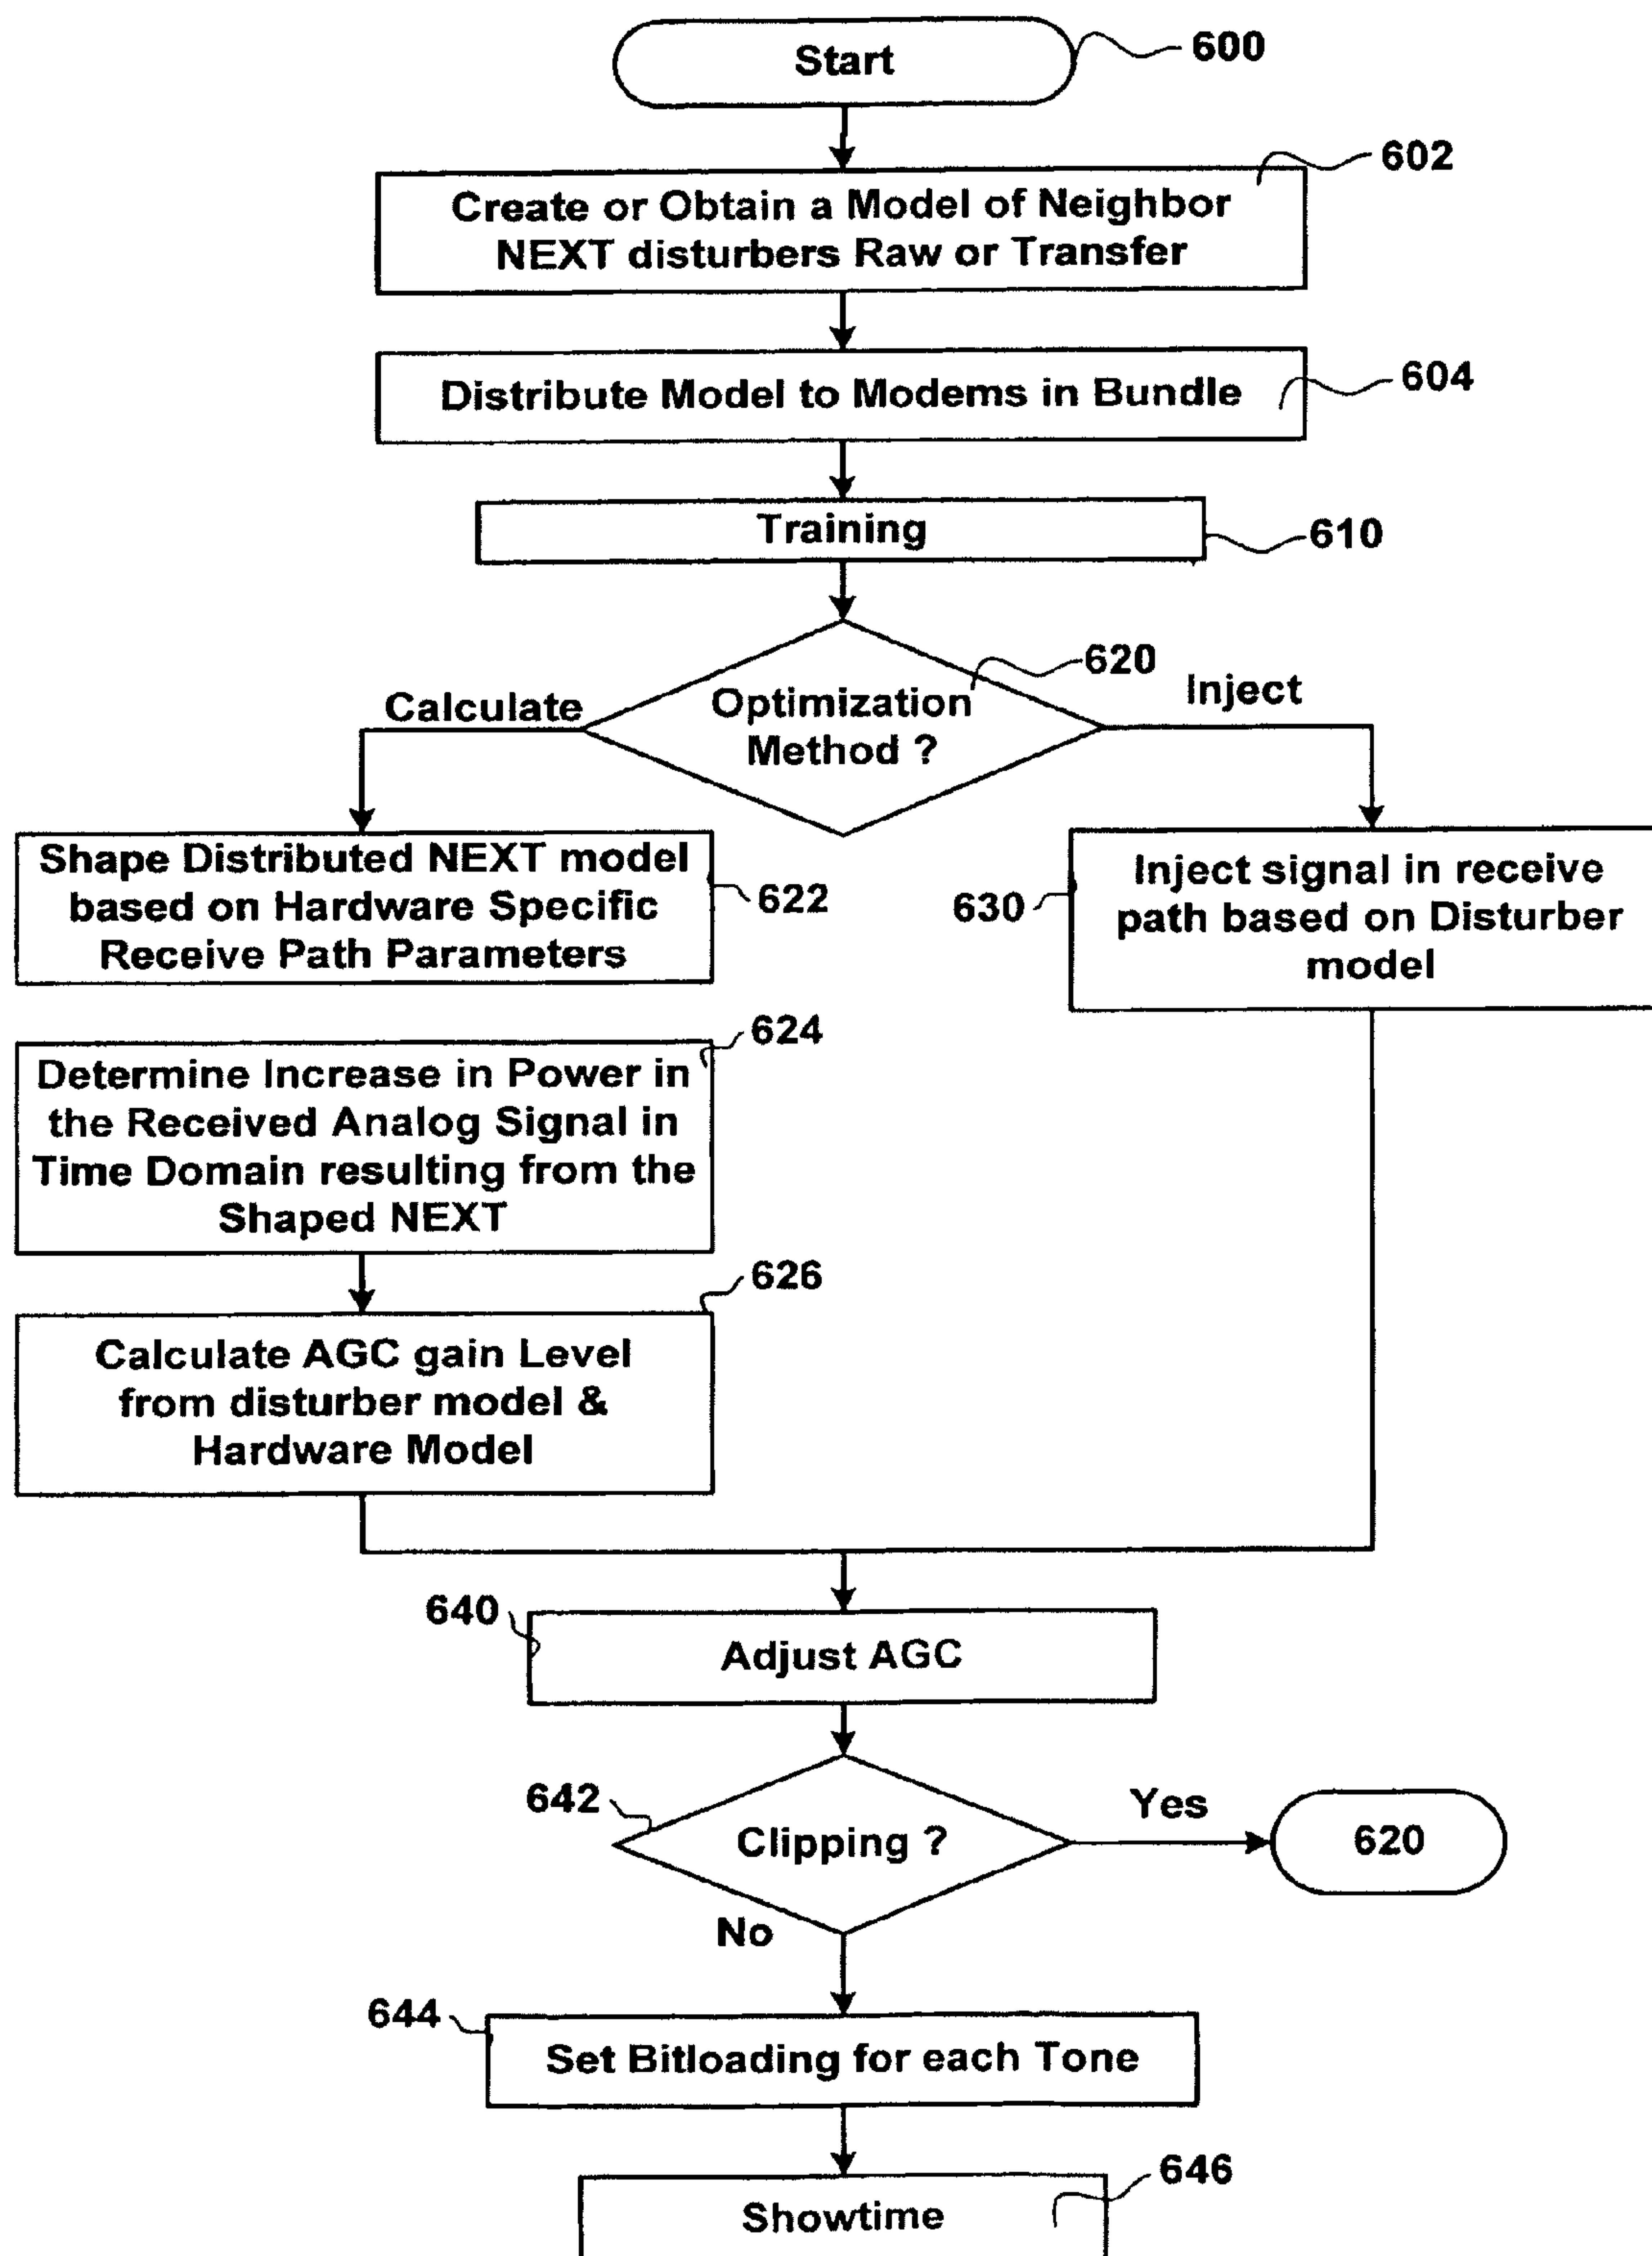 Start
600
602
Create or Obtain a Model of Neighbor
NEXT disturbers Raw or Transfer
Distribute Model to Modems in Bundle
604
Training
610
620
Calculate
Optimization
Method ?
Inject
Shape Distributed NEXT model
based on Hardware Specific
Receive Path Parameters
622
630
Inject signal in receive
path based on Disturber
model
624
Determine Increase in Power in
the Received Analog Signal in
Time Domain resulting from the
Shaped NEXT
626
Calculate AGC gain Level
from disturber model &
Hardware Model
640
Adjust AGC
642
Clipping ?
Yes
620
No
644
Set Bitloading for each Tone
646
Showtime